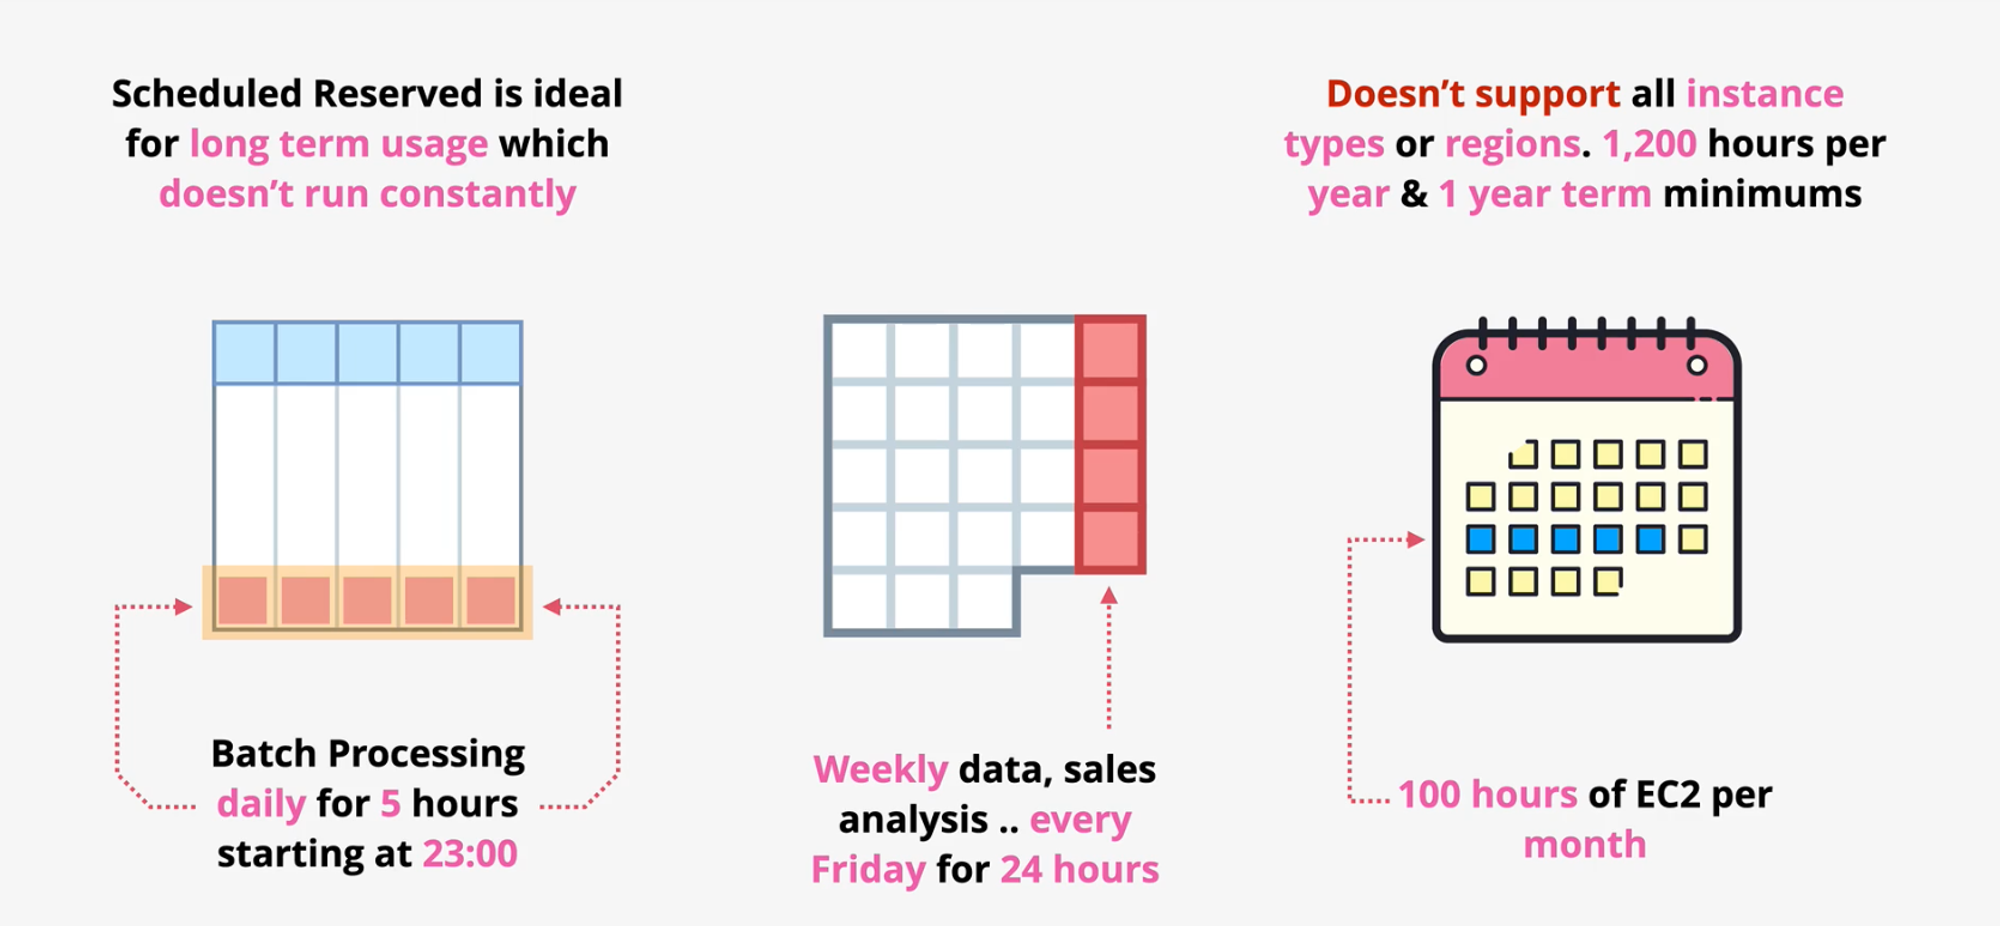 Scheduled Reserved is ideal
for long term usage which
doesn’t run constantly
Doesn’t support all instance
types or regions. 1,200 hours per
year & 1 year term minimums
Batch Processing
daily for 5 hours
starting at 23:00
Weekly data, sales
analysis .. every
Friday for 24 hours
100 hours of EC2 per
month